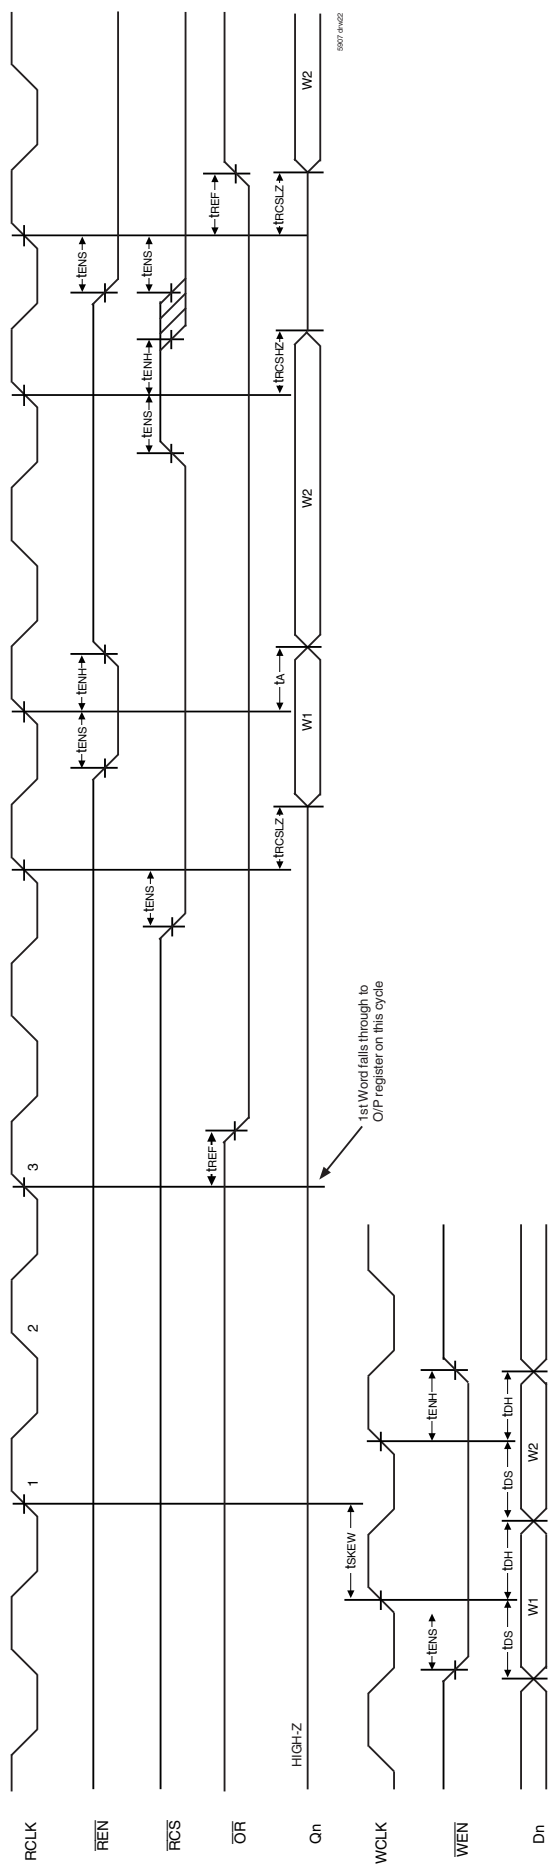 RCLK
1
2
3
REN
tENS
tENH
tENS
RCS
tENS
tENS
tENH
tENS
OR
tREF
tREF
Qn
HIGH-Z
tRCSLZ
W1
tA
W2
tRCSHZ
tRCSLZ
W2
1st Word falls through to
O/P register on this cycle
tSKEW
WCLK
WEN
tENS
tENH
Dn
tDS
tDH
tDS
tDH
W1
W2
5907 drw22